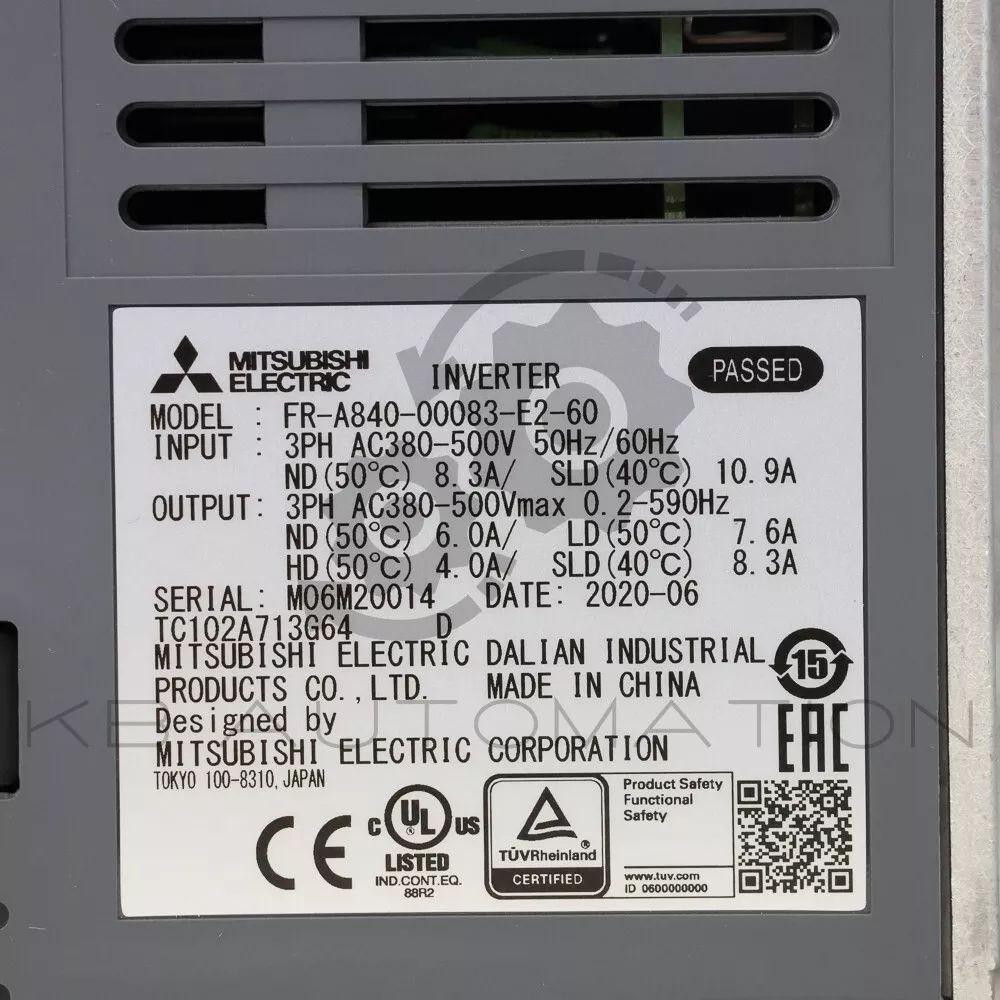 MITSUBISHI
ELECTRIC
INVERTER
PASSED
MODEL : FR-A840-00083-E2-60
INPUT : 3PH AC380-500V 50Hz/60Hz
ND(50℃) 8.3A/ SLD(40℃) 10.9A
OUTPUT: 3PH AC380-500Vmax 0.2-590Hz
ND(50℃) 6.0A/ LD(50℃) 7.6A
HD(50℃) 4.0A/ SLD(40℃) 8.3A
SERIAL: M06M20014 DATE: 2020-06
TC102A713G64 D
MITSUBISHI ELECTRIC DALIAN INDUSTRIAL
PRODUCTS CO.,LTD. MADE IN CHINA
15
Designed by
MITSUBISHI ELECTRIC CORPORATION
EAC
TOKYO 100-8310, JAPAN
KEB AUTOMATION
CE
C UL ® US
LISTED
IND.CONT.EQ.
88R2
TÜVRheinland ®
CERTIFIED
Product Safety
Functional
Safety
www.tuv.com
ID 0600000000